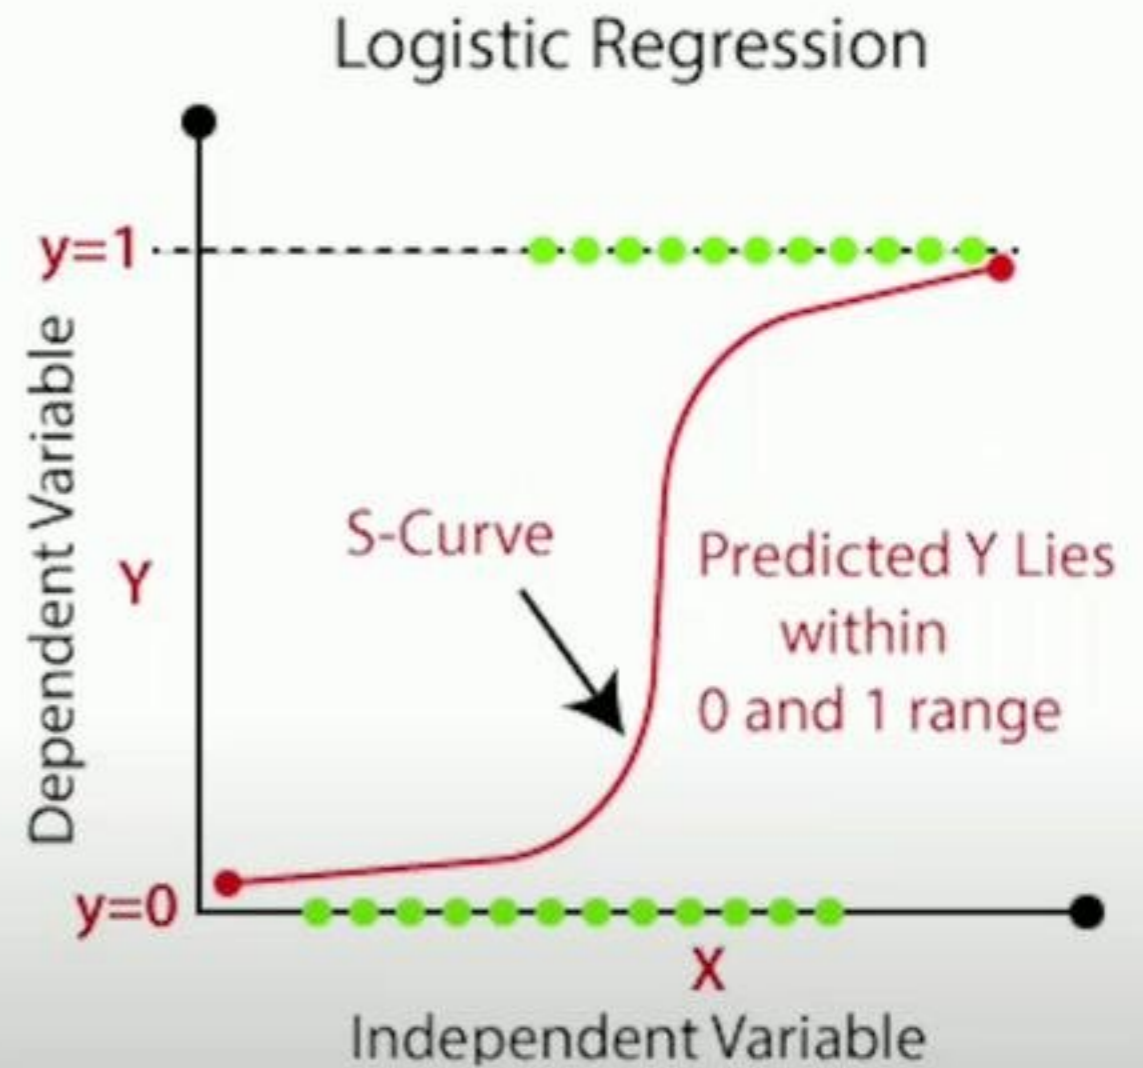 Logistic Regression
y=1
Dependent Variable
Y
S-Curve
Predicted Y Lies
within
0 and 1 range
y=0
X
Independent Variable